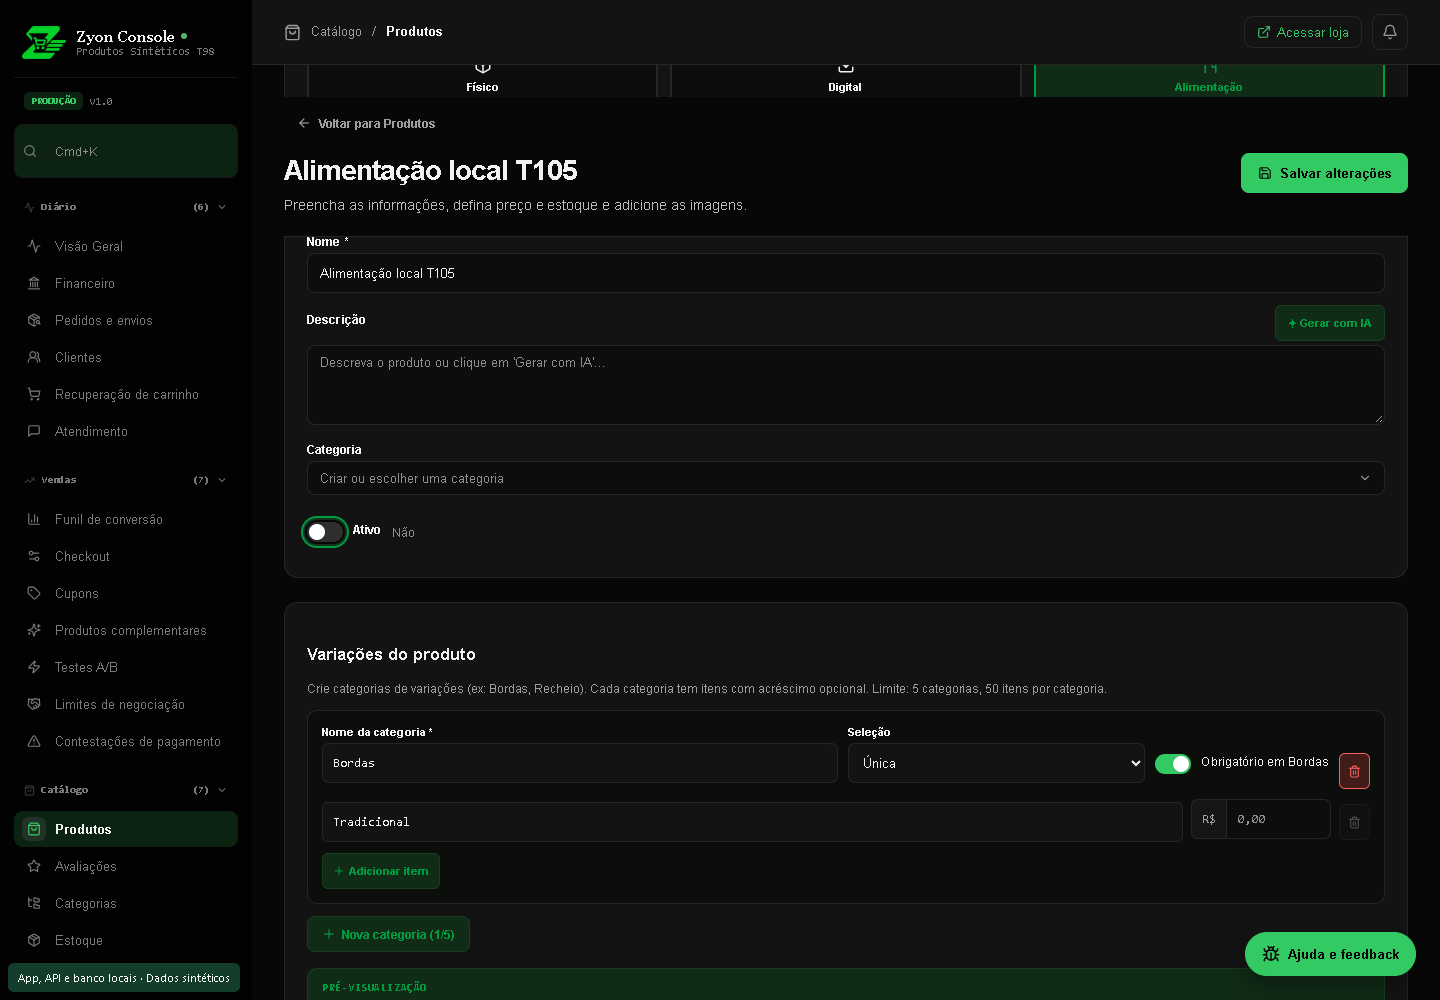 Zyon Console
Produtos Sintéticos T98
PRODUÇÃO v1.0
Cmd+K
Diário (6)
Visão Geral
Financeiro
Pedidos e envios
Clientes
Recuperação de carrinho
Atendimento
Vendas (7)
Funil de conversão
Checkout
Cupons
Produtos complementares
Testes A/B
Limites de negociação
Contestações de pagamento
Catálogo (7)
Produtos
Avaliações
Categorias
Estoque
App, API e banco locais · Dados sintéticos
Catálogo / Produtos
Acessar loja
Físico
Digital
Alimentação
Voltar para Produtos
Alimentação local T105
Salvar alterações
Preencha as informações, defina preço e estoque e adicione as imagens.
Nome *
Alimentação local T105
Descrição
Gerar com IA
Descreva o produto ou clique em 'Gerar com IA'...
Categoria
Criar ou escolher uma categoria
Ativo Não
Variações do produto
Crie categorias de variações (ex: Bordas, Recheio). Cada categoria tem itens com acréscimo opcional. Limite: 5 categorias, 50 itens por categoria.
Nome da categoria * Seleção
Bordas Única Obrigatório em Bordas
Tradicional R$ 0,00
+ Adicionar item
+ Nova categoria (1/5)
Ajuda e feedback
PRÉ-VISUALIZAÇÃO